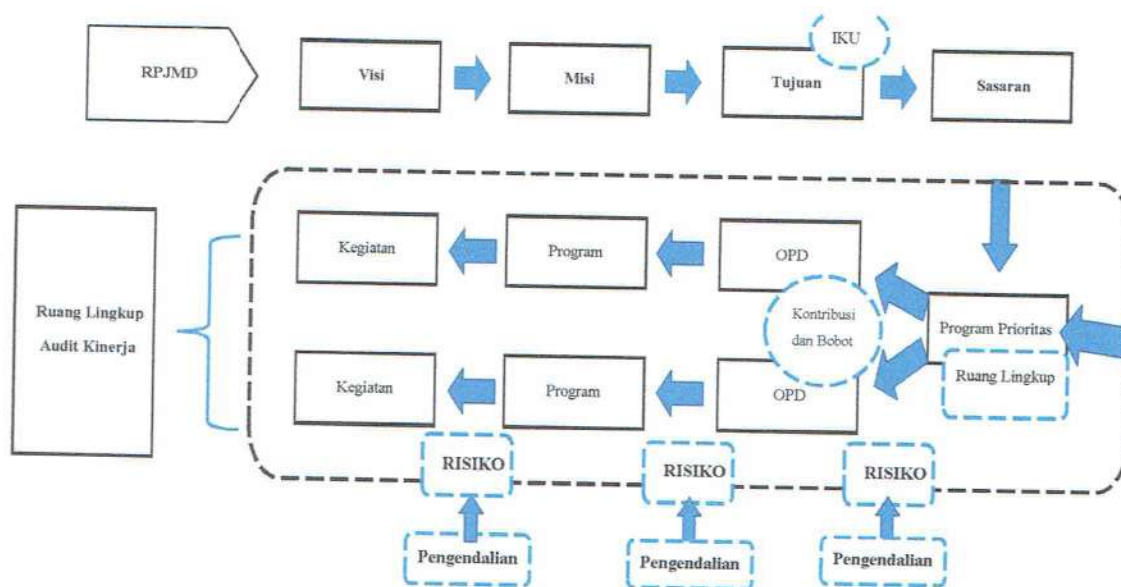 IKU
RPJMD
Visi
Misi
Tujuan
Sasaran
Ruang Lingkup
Audit Kinerja
Kegiatan
Program
OPD
Kontribusi
dan Bobot
Program Prioritas
Ruang Lingkup
Kegiatan
Program
OPD
RISIKO
RISIKO
RISIKO
Pengendalian
Pengendalian
Pengendalian